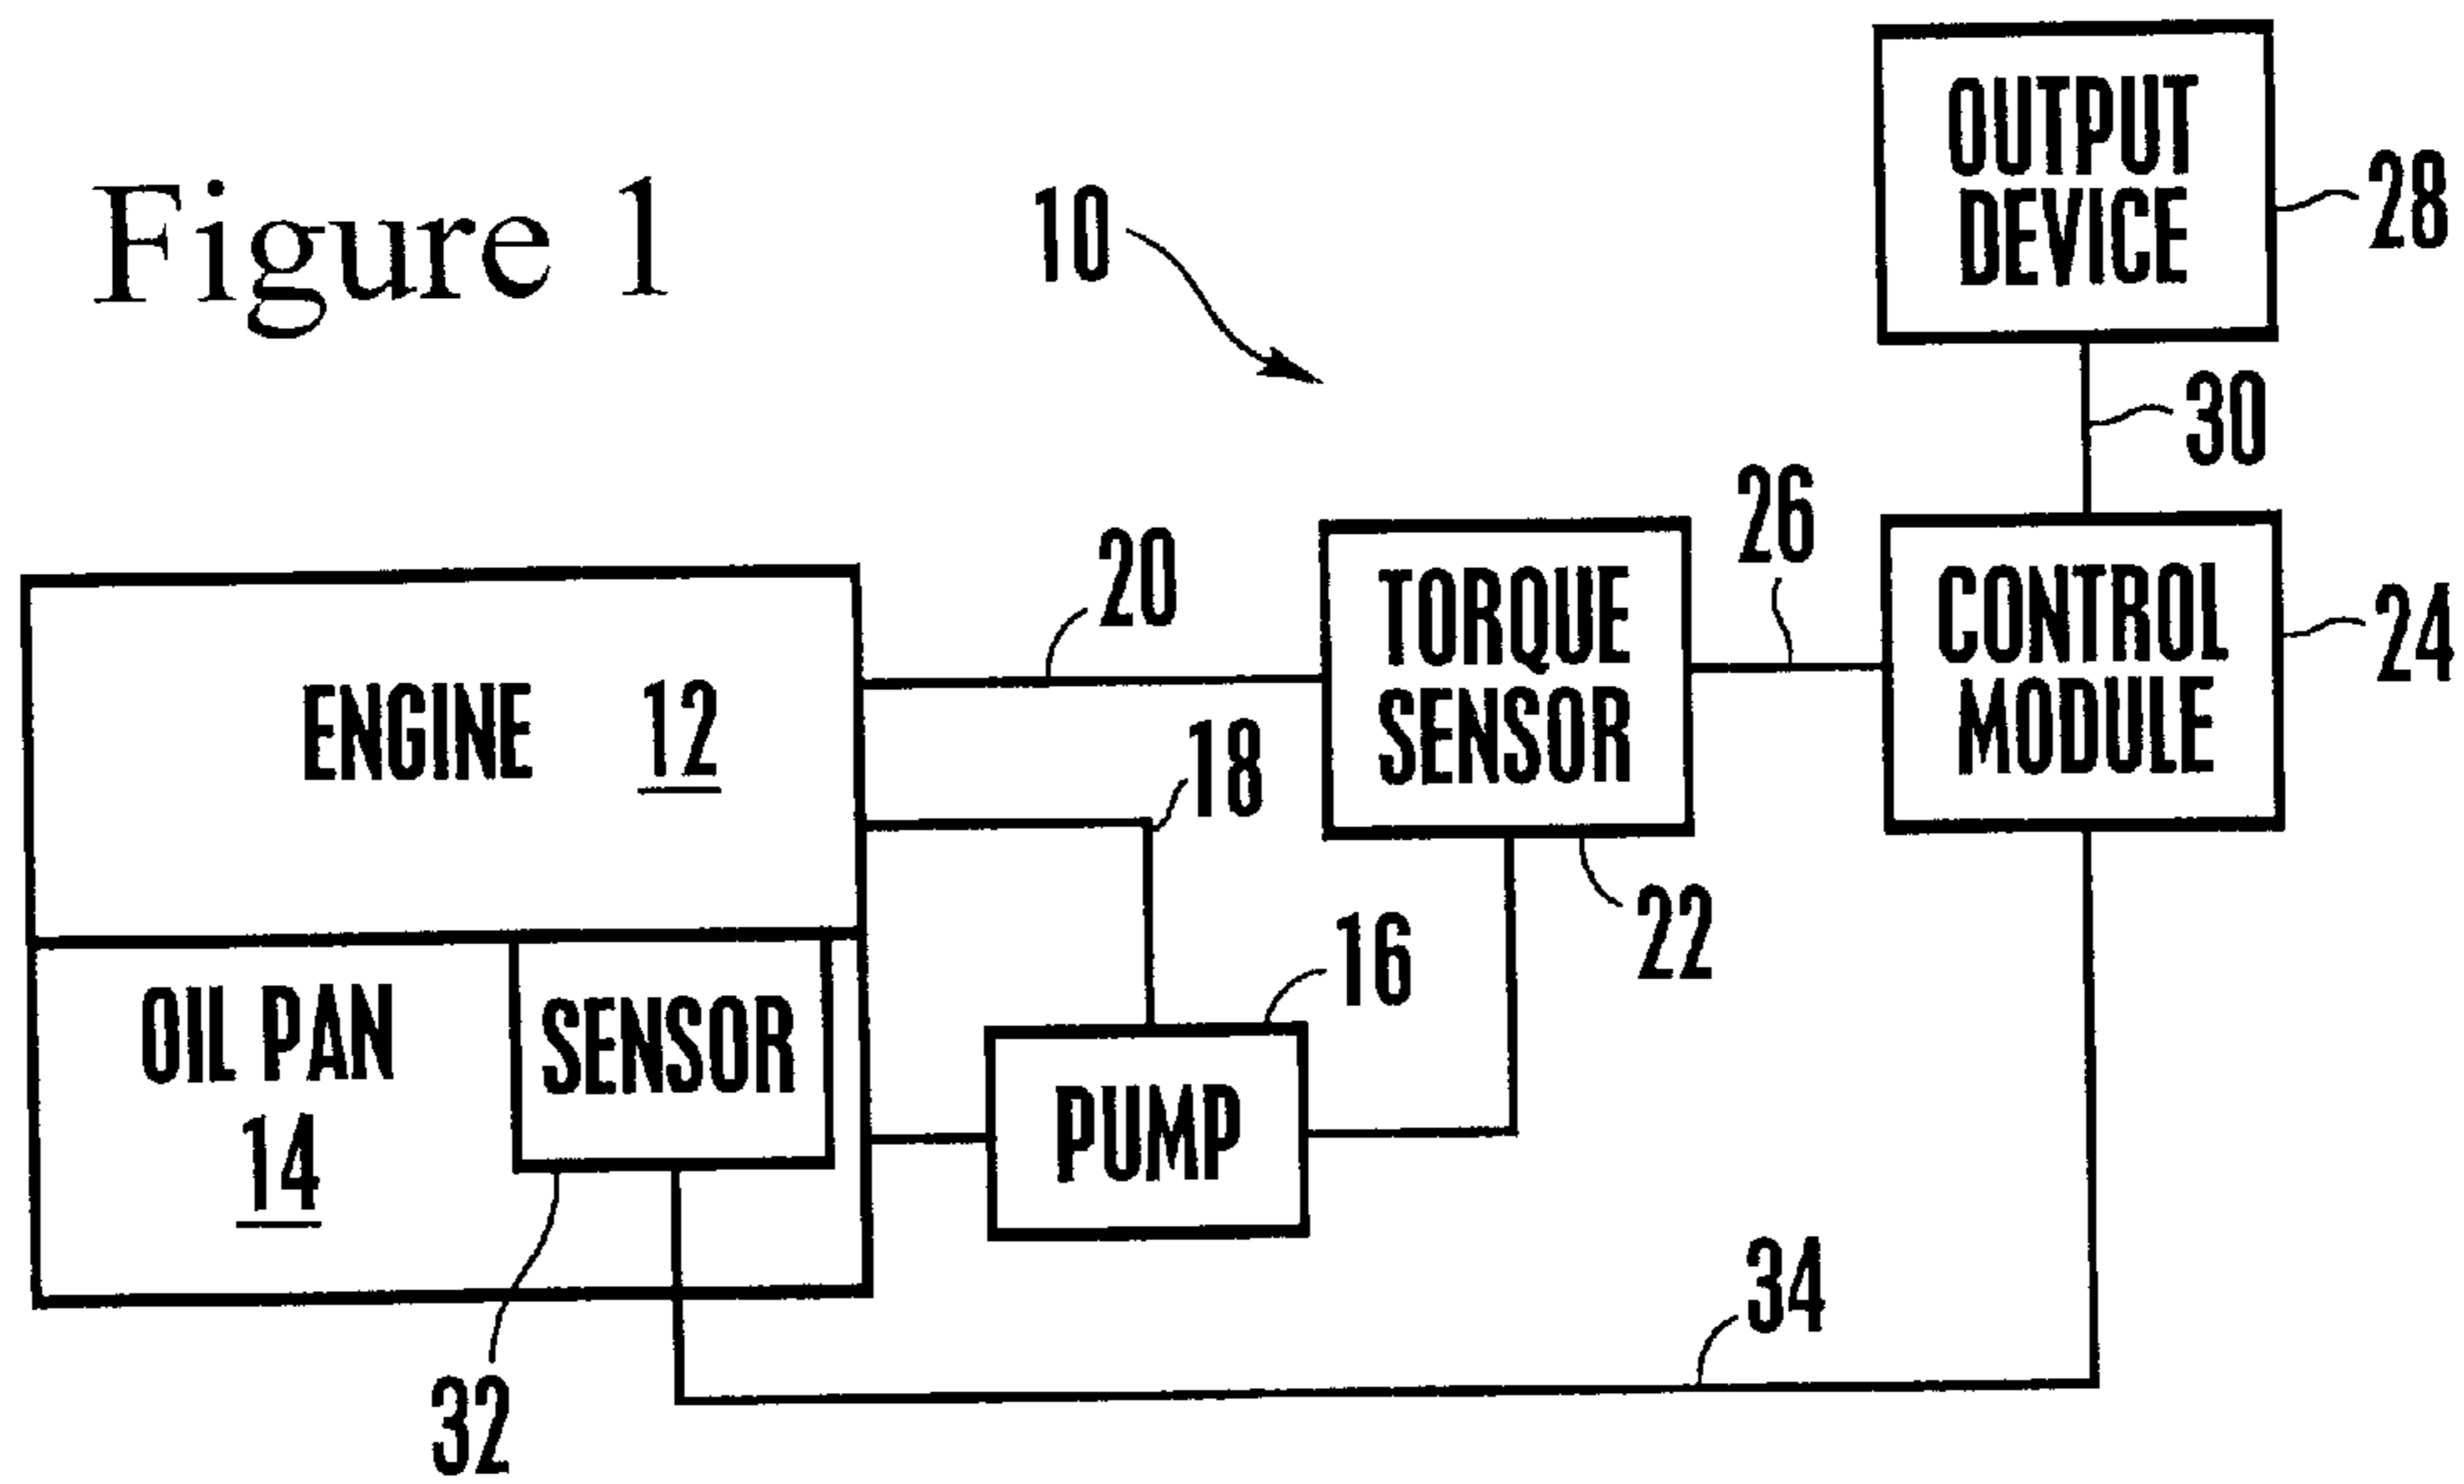 Figure 1
10
OUTPUT
DEVICE
28
30
26
20
TORQUE
SENSOR
CONTROL
MODULE
24
ENGINE 12
18
22
16
OIL PAN
14
SENSOR
PUMP
34
32